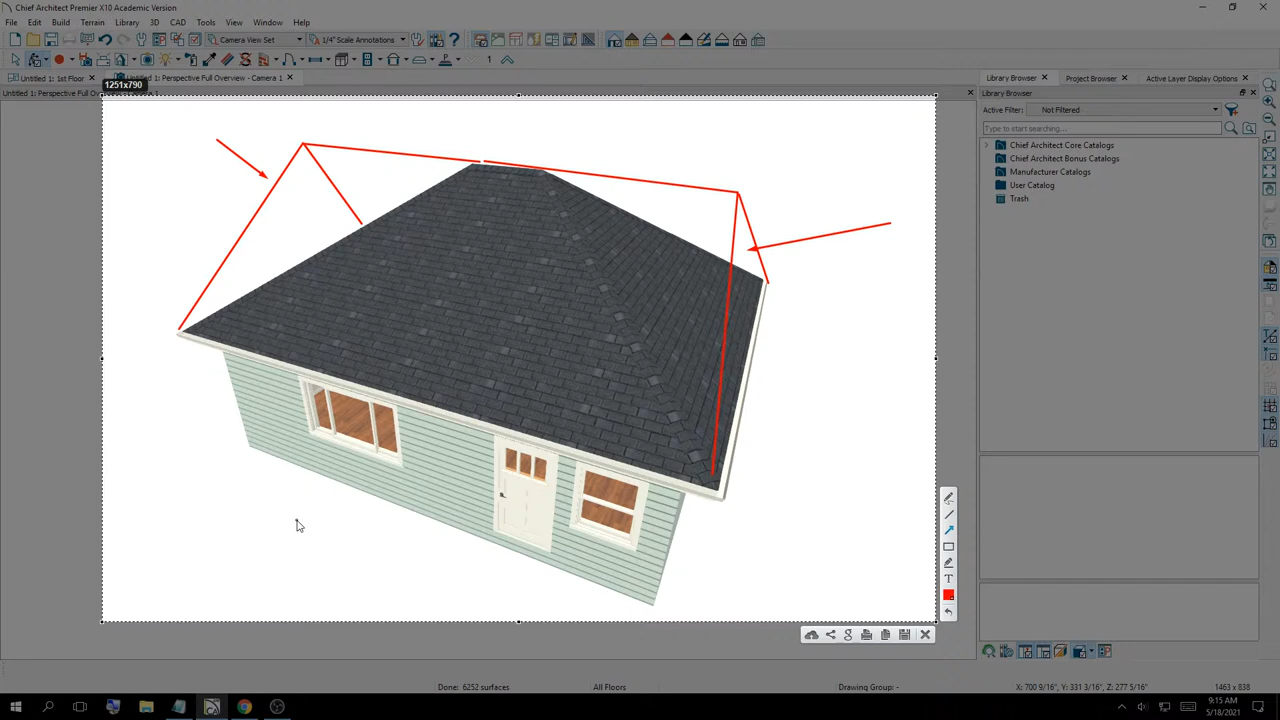 Chief Architect Premier X10 Academic Version
File Edit Build Terrain Library 3D CAD Tools View Window Help
Camera View Set 1/4" Scale Annotations
1
Untitled 1: 1st Floor Untitled 1: Perspective Full Overview - Camera 1
Library Browser Project Browser Active Layer Display Options
1251x790
Library Browser
Active Filter: Not Filtered
Type to start searching...
Chief Architect Core Catalogs
Chief Architect Bonus Catalogs
Manufacturer Catalogs
User Catalog
Trash
T
Done: 6252 surfaces All Floors Drawing Group: - X: 700 9/16", Y: 331 3/16", Z: 277 5/16" 1463 x 838
9:15 AM
5/18/2021